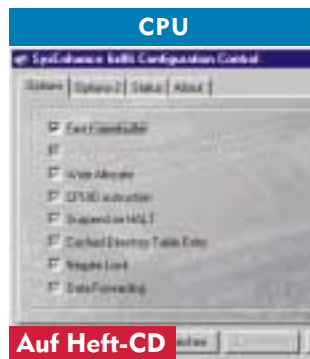 CPU
SysEnhance 6x86 Configuration Control
Options Options 2 Status About
Fast
Write Allocate
CPUID instruction
Suspend on HALT
Cached Directory Table Entry
Negate Lock
Data Forwarding
Auf Heft-CD